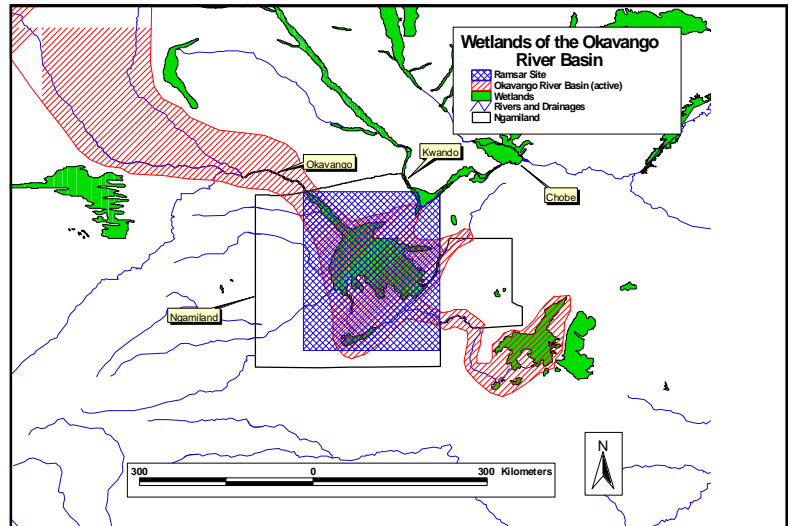 Wetlands of the Okavango
River Basin
Ramsar Site
Okavango River Basin (active)
Wetlands
Rivers and Drainages
Ngamiland
Kwando
Okavango
Chobe
Ngamiland
N
300 0 300 Kilometers